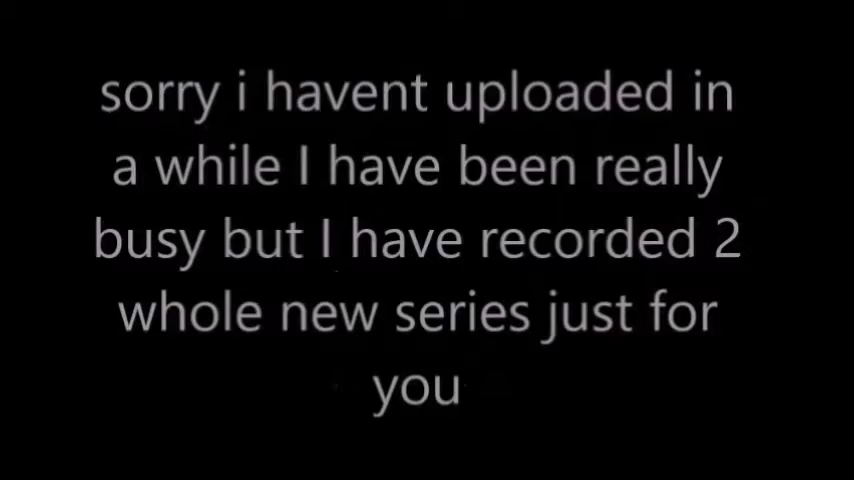 sorry i havent uploaded in
a while I have been really
busy but I have recorded 2
whole new series just for
you